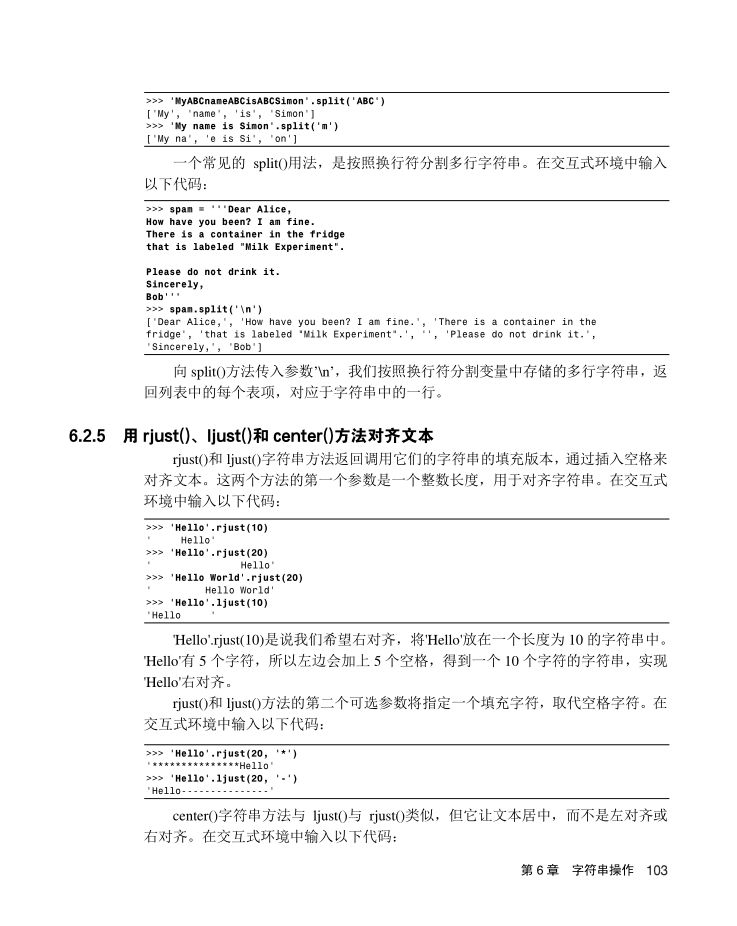 >>> 'MyABCnameABCisABCSimon'.split('ABC')
['My', 'name', 'is', 'Simon']
>>> 'My name is Simon'.split('m')
['My na', 'e is Si', 'on']
一个常见的 split()用法，是按照换行符分割多行字符串。在交互式环境中输入
以下代码：
>>> spam = '''Dear Alice,
How have you been? I am fine.
There is a container in the fridge
that is labeled "Milk Experiment".

Please do not drink it.
Sincerely,
Bob'''
>>> spam.split('\n')
['Dear Alice,', 'How have you been? I am fine.', 'There is a container in the
fridge', 'that is labeled "Milk Experiment".', '', 'Please do not drink it.',
'Sincerely,', 'Bob']
向 split()方法传入参数'\n'，我们按照换行符分割变量中存储的多行字符串，返
回列表中的每个表项，对应于字符串中的一行。
6.2.5 用 rjust()、ljust()和 center()方法对齐文本
rjust()和 ljust()字符串方法返回调用它们的字符串的填充版本，通过插入空格来
对齐文本。这两个方法的第一个参数是一个整数长度，用于对齐字符串。在交互式
环境中输入以下代码：
>>> 'Hello'.rjust(10)
'     Hello'
>>> 'Hello'.rjust(20)
'               Hello'
>>> 'Hello World'.rjust(20)
'         Hello World'
>>> 'Hello'.ljust(10)
'Hello     '
'Hello'.rjust(10)是说我们希望右对齐，将'Hello'放在一个长度为 10 的字符串中。
'Hello'有 5 个字符，所以左边会加上 5 个空格，得到一个 10 个字符的字符串，实现
'Hello'右对齐。
rjust()和 ljust()方法的第二个可选参数将指定一个填充字符，取代空格字符。在
交互式环境中输入以下代码：
>>> 'Hello'.rjust(20, '*')
'***************Hello'
>>> 'Hello'.ljust(20, '-')
'Hello---------------'
center()字符串方法与 ljust()与 rjust()类似，但它让文本居中，而不是左对齐或
右对齐。在交互式环境中输入以下代码：
第 6 章 字符串操作 103